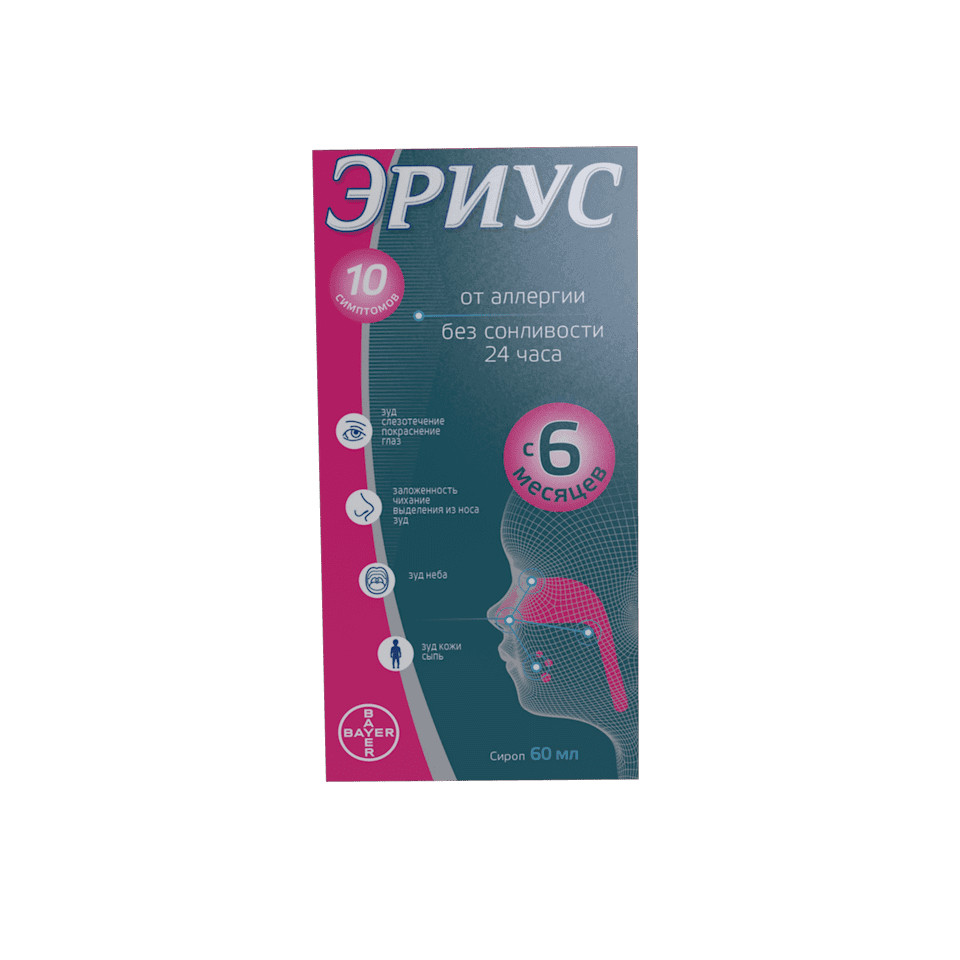 ЭРИУС
10
симптомов
от аллергии
без сонливости
24 часа
с 6
месяцев
зуд
слезотечение
покраснение
глаз
заложенность
чихание
выделения из носа
зуд
зуд неба
зуд кожи
сыпь
BAYER
BAYER
Сироп 60 мл